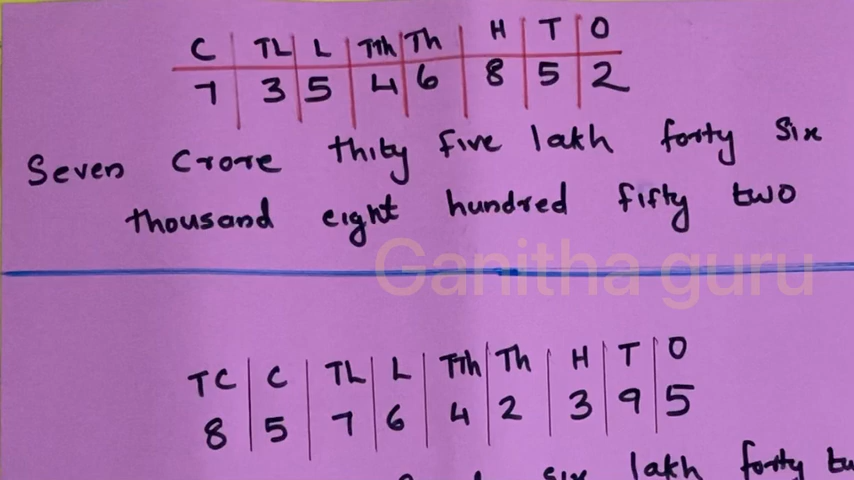 C TL L TTh Th H T O
7 3 5 4 6 8 5 2
Seven Crore thity five lakh forty six
thousand eight hundred fifty two
Ganitha guru
TC C TL L TTh Th H T O
8 5 7 6 4 2 3 9 5
six lakh forty